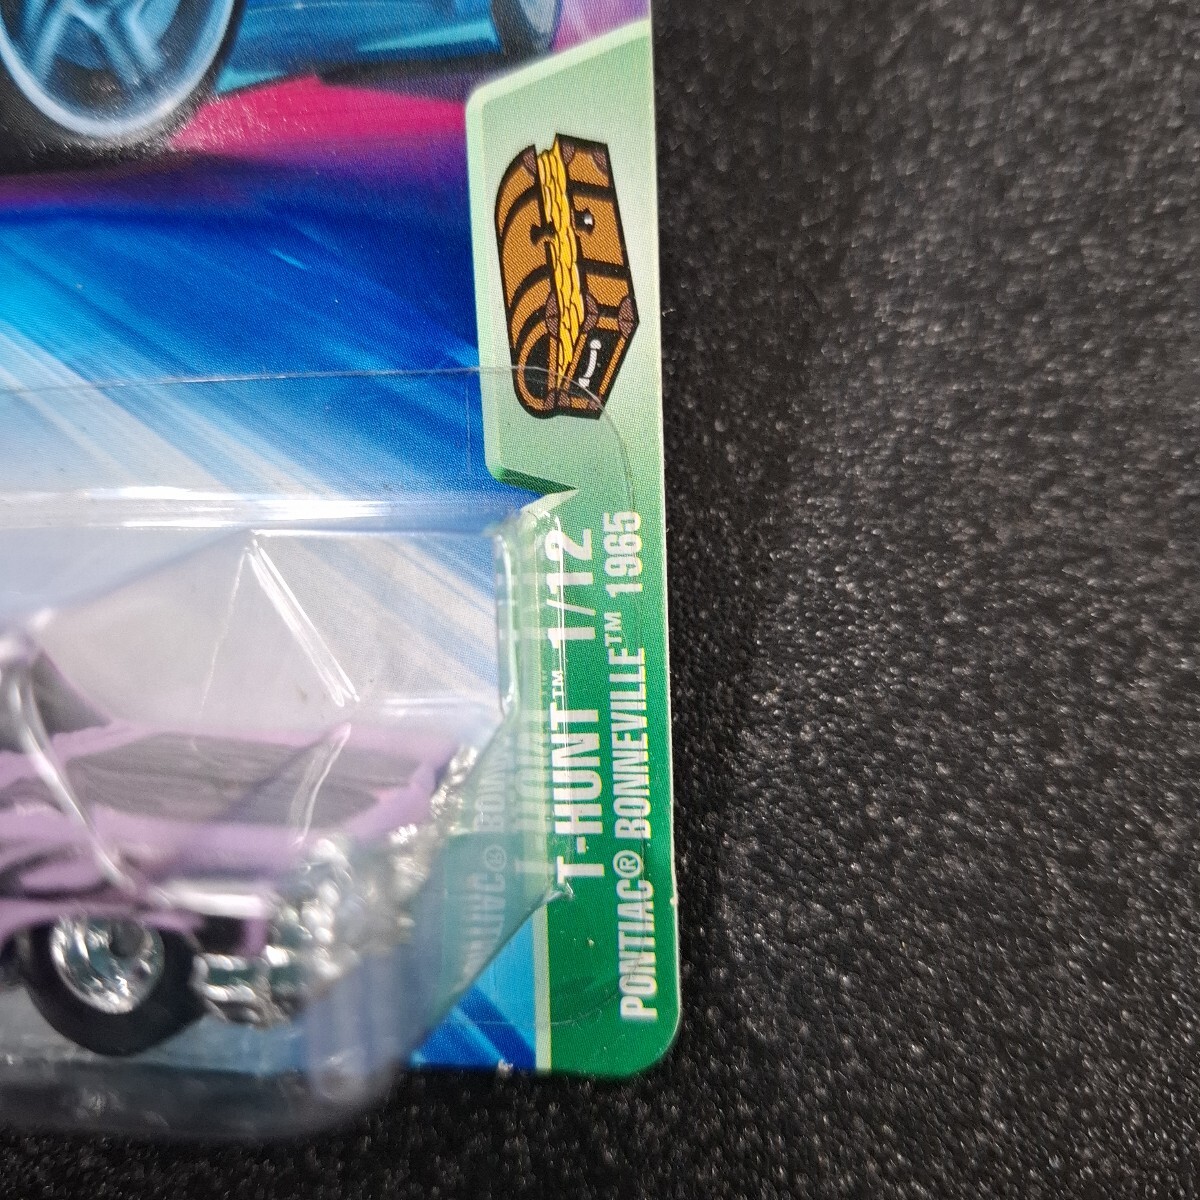 T-HUNT™ 1/12
PONTIAC® BONNEVILLE™ 1965